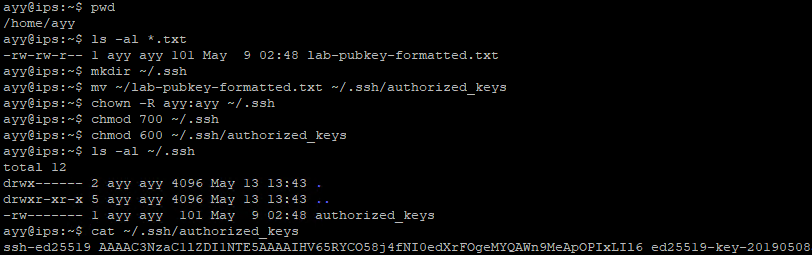 ayy@ips:~$ pwd
/home/ayy
ayy@ips:~$ ls -al *.txt
-rw-rw-r-- 1 ayy ayy 101 May  9 02:48 lab-pubkey-formatted.txt
ayy@ips:~$ mkdir ~/.ssh
ayy@ips:~$ mv ~/lab-pubkey-formatted.txt ~/.ssh/authorized_keys
ayy@ips:~$ chown -R ayy:ayy ~/.ssh
ayy@ips:~$ chmod 700 ~/.ssh
ayy@ips:~$ chmod 600 ~/.ssh/authorized_keys
ayy@ips:~$ ls -al ~/.ssh
total 12
drwx------ 2 ayy ayy 4096 May 13 13:43 .
drwxr-xr-x 5 ayy ayy 4096 May 13 13:43 ..
-rw------- 1 ayy ayy  101 May  9 02:48 authorized_keys
ayy@ips:~$ cat ~/.ssh/authorized_keys
ssh-ed25519 AAAAC3NzaC1lZDI1NTE5AAAAIHV65RYCO58j4fNI0edXrFOgeMYQAWn9MeApOPIxLI16 ed25519-key-20190508